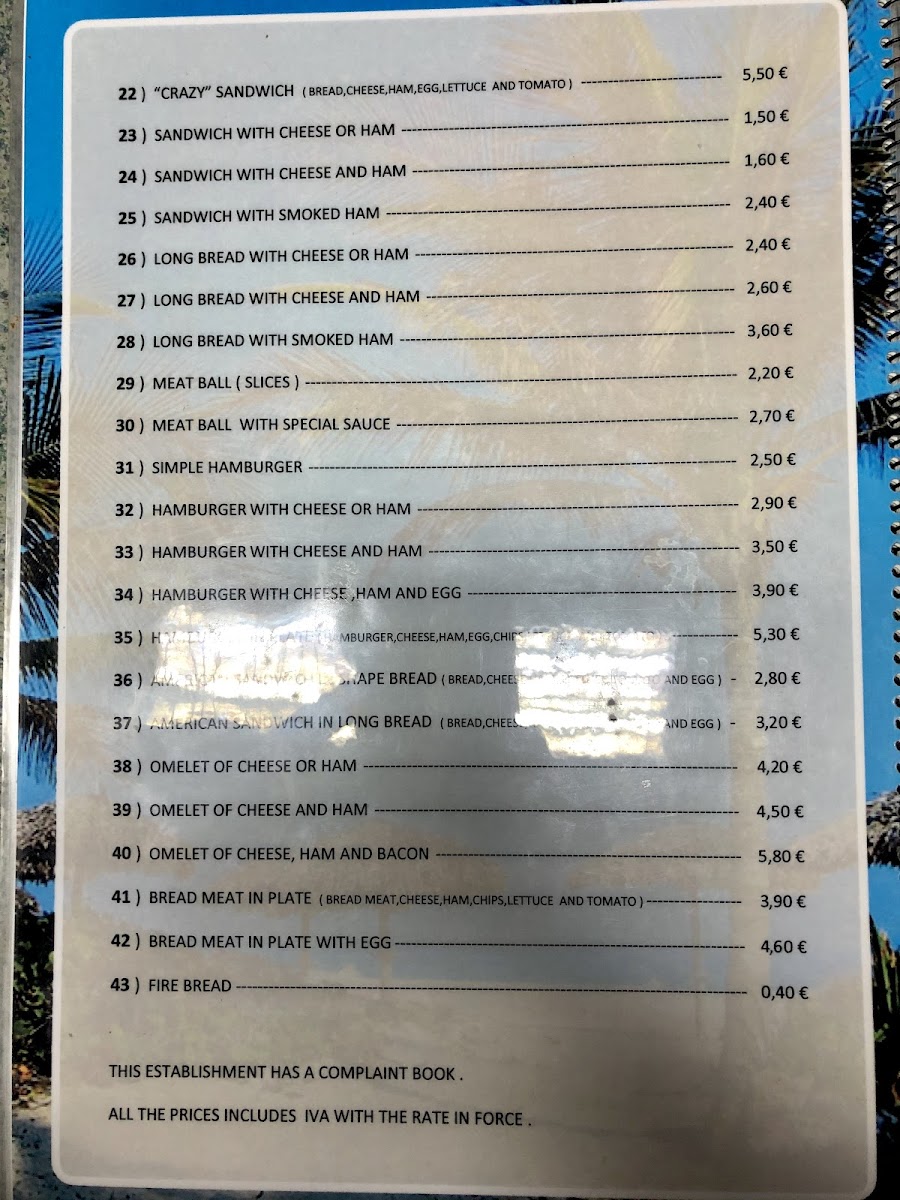 22 ) “CRAZY” SANDWICH ( BREAD,CHEESE,HAM,EGG,LETTUCE AND TOMATO ) 5,50 €
23 ) SANDWICH WITH CHEESE OR HAM 1,50 €
24 ) SANDWICH WITH CHEESE AND HAM 1,60 €
25 ) SANDWICH WITH SMOKED HAM 2,40 €
26 ) LONG BREAD WITH CHEESE OR HAM 2,40 €
27 ) LONG BREAD WITH CHEESE AND HAM 2,60 €
28 ) LONG BREAD WITH SMOKED HAM 3,60 €
29 ) MEAT BALL ( SLICES ) 2,20 €
30 ) MEAT BALL WITH SPECIAL SAUCE 2,70 €
31 ) SIMPLE HAMBURGER 2,50 €
32 ) HAMBURGER WITH CHEESE OR HAM 2,90 €
33 ) HAMBURGER WITH CHEESE AND HAM 3,50 €
34 ) HAMBURGER WITH CHEESE ,HAM AND EGG 3,90 €
35 ) PLATE ( HAMBURGER,CHEESE,HAM,EGG,CHIPS 5,30 €
36 ) AMERICAN SANDWICH SHAPE BREAD ( BREAD, AND EGG ) - 2,80 €
37 ) AMERICAN SANDWICH IN LONG BREAD ( BREAD, AND EGG ) - 3,20 €
38 ) OMELET OF CHEESE OR HAM 4,20 €
39 ) OMELET OF CHEESE AND HAM 4,50 €
40 ) OMELET OF CHEESE, HAM AND BACON 5,80 €
41 ) BREAD MEAT IN PLATE ( BREAD MEAT,CHEESE,HAM,CHIPS,LETTUCE AND TOMATO ) 3,90 €
42 ) BREAD MEAT IN PLATE WITH EGG 4,60 €
43 ) FIRE BREAD 0,40 €
THIS ESTABLISHMENT HAS A COMPLAINT BOOK .
ALL THE PRICES INCLUDES IVA WITH THE RATE IN FORCE .